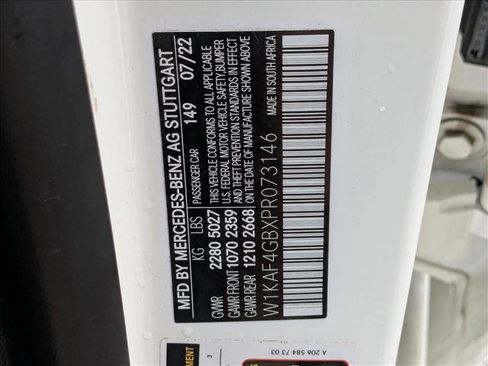 MFD BY MERCEDES-BENZ AG STUTTGART
PASSENGER CAR 149 07/22
KG LBS
GVWR 2280 5027
GAWR FRONT 1070 2359
GAWR REAR 1210 2668
THIS VEHICLE CONFORMS TO ALL APPLICABLE
U.S. FEDERAL MOTOR VEHICLE SAFETY, BUMPER
AND THEFT PREVENTION STANDARDS IN EFFECT
ON THE DATE OF MANUFACTURE SHOWN ABOVE.
W1KAF4GBXPR073146
MADE IN SOUTH AFRICA
A 206 584 73 03
3